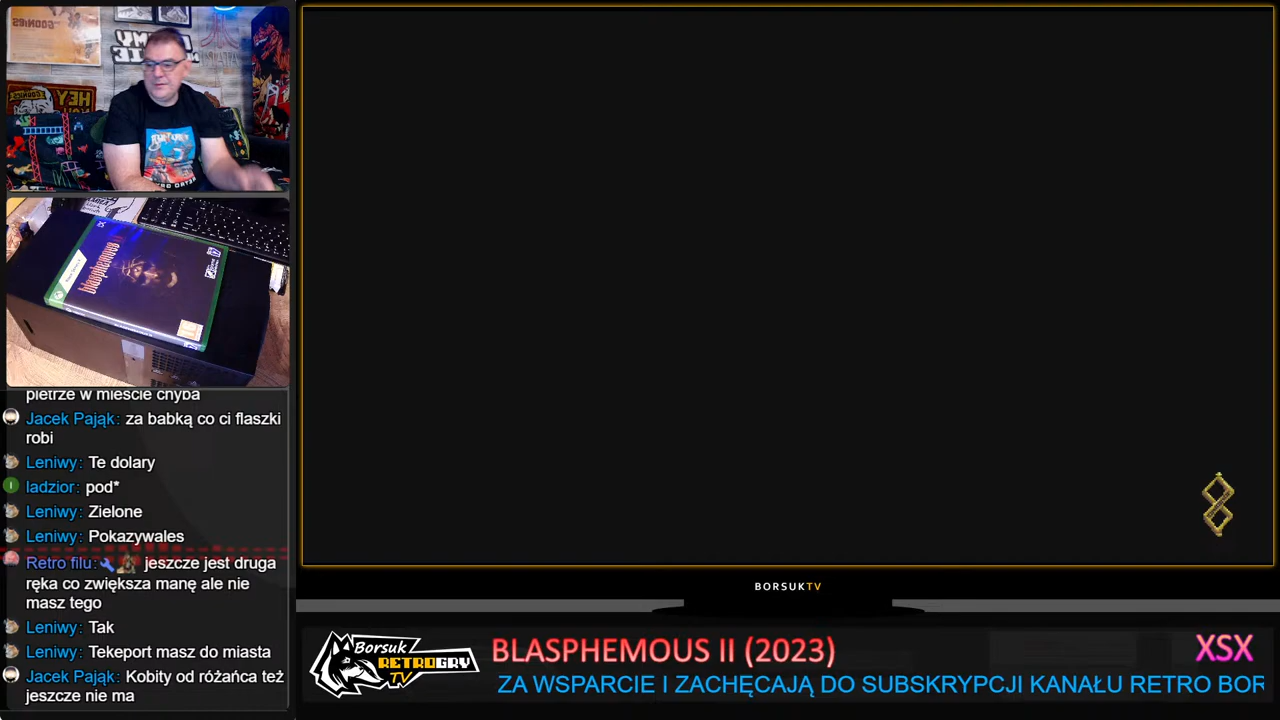 HEY
blasphemous
pietrze w mieście chyba
Jacek Pająk: za babką co ci flaszki
robi
Leniwy: Te dolary
ladzior: pod*
Leniwy: Zielone
Leniwy: Pokazywales
Retro filu: jeszcze jest druga
ręka co zwiększa manę ale nie
masz tego
Leniwy: Tak
Leniwy: Tekeport masz do miasta
Jacek Pająk: Kobity od różańca też
jeszcze nie ma
BORSUKTV
Borsuk
RETROGRY
TV
BLASPHEMOUS II (2023)
XSX
ZA WSPARCIE I ZACHĘCAJĄ DO SUBSKRYPCJI KANAŁU RETRO BOR